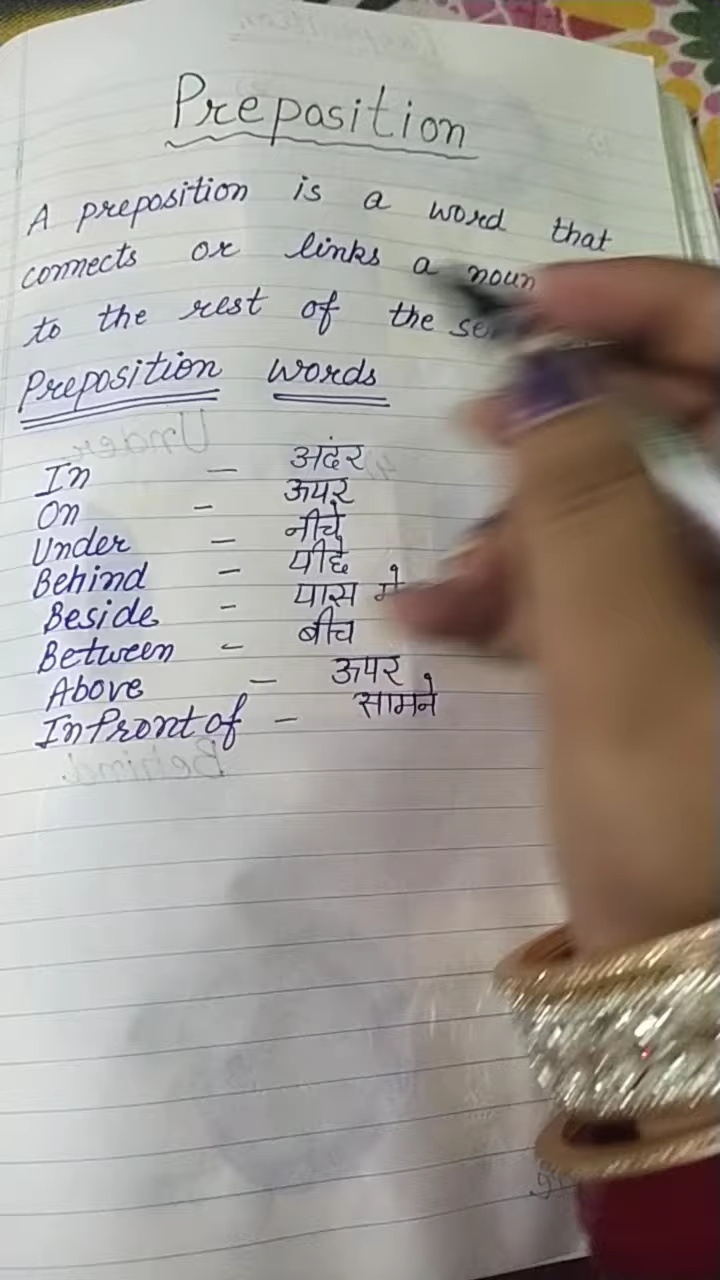 Preposition
A preposition is a word that
connects or links a noun
to the rest of the
Preposition words
In - अंदर
On - ऊपर
Under - नीचे
Behind - पीछे
Beside - पास में
Between - बीच
Above - ऊपर
Infront of - सामने